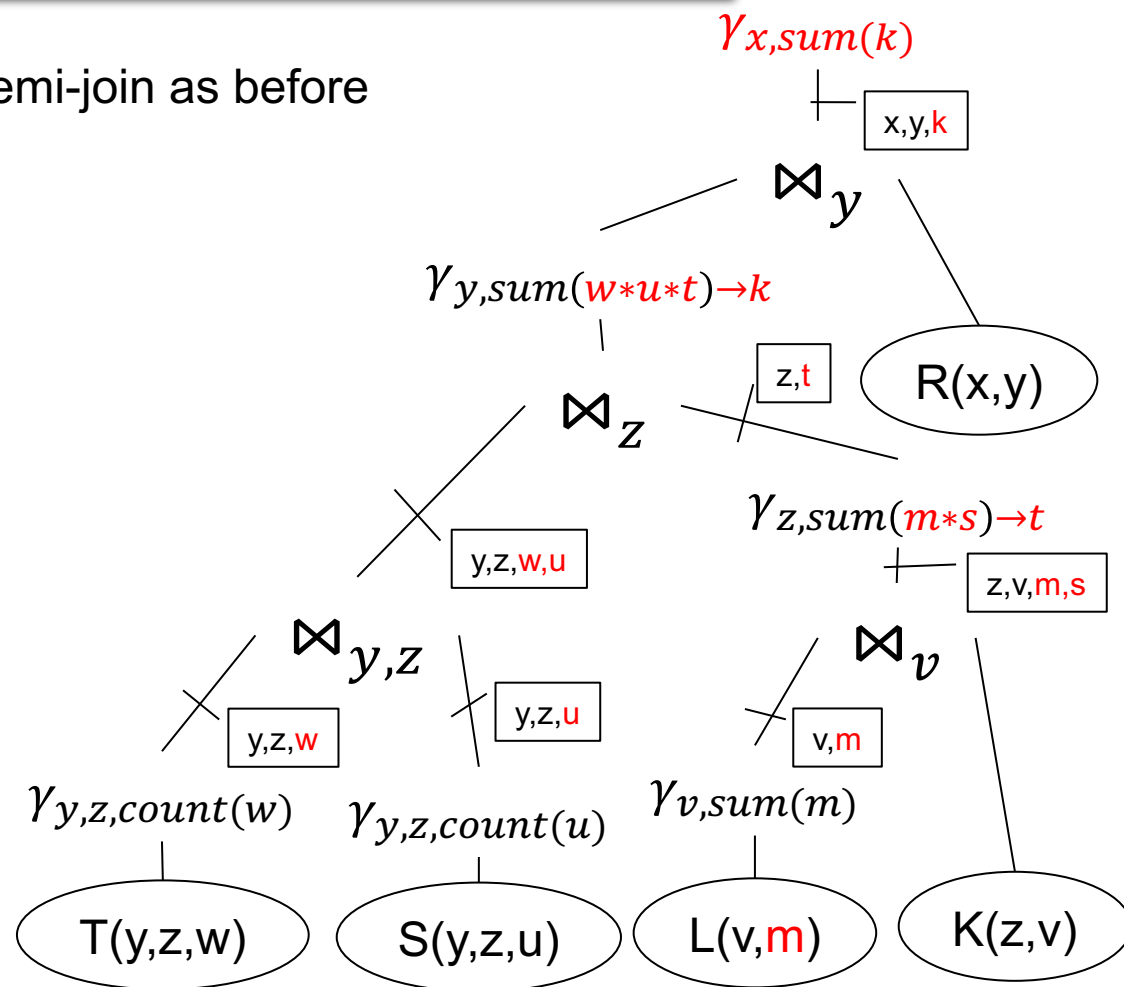 γx,sum(k)
emi-join as before
x,y,k
⋈y
γy,sum(w∗u∗t)→k
z,t
R(x,y)
⋈z
γz,sum(m∗s)→t
y,z,w,u
z,v,m,s
⋈y,z
⋈v
y,z,u
y,z,w
v,m
γy,z,count(w)
γy,z,count(u)
γv,sum(m)
T(y,z,w)
S(y,z,u)
L(v,m)
K(z,v)